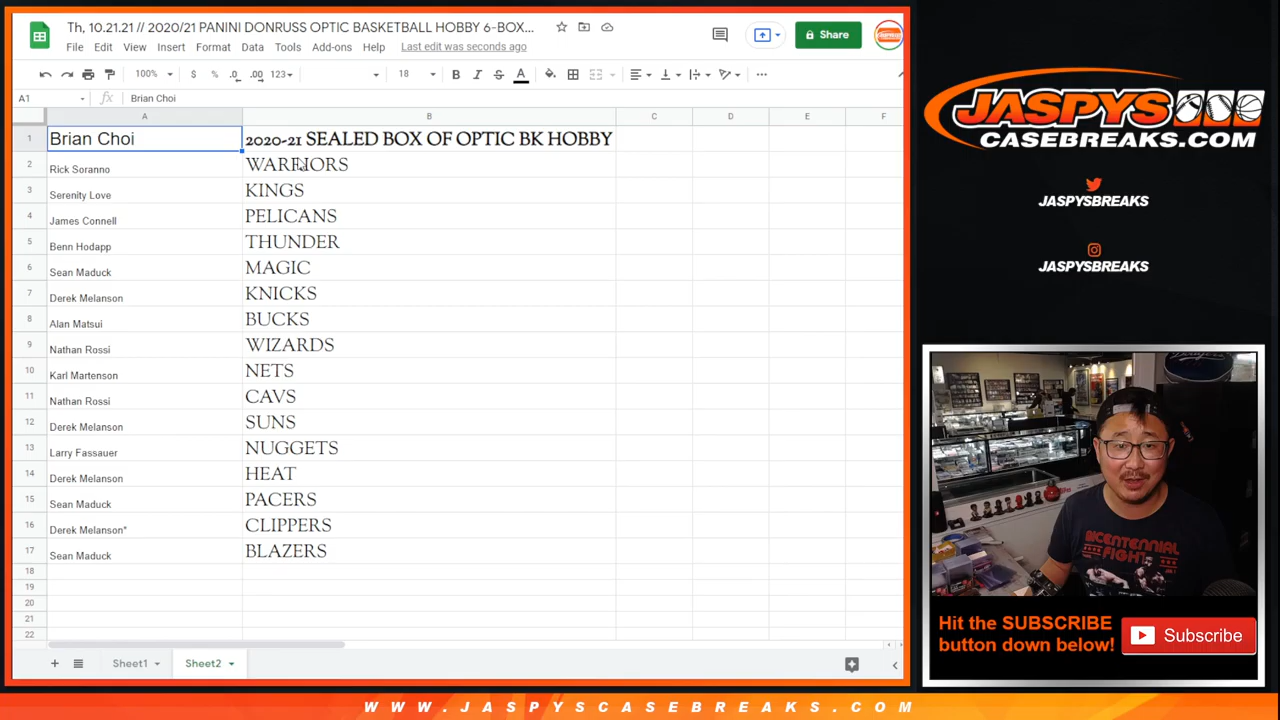 Th, 10.21.21 // 2020/21 PANINI DONRUSS OPTIC BASKETBALL HOBBY 6-BOX...
File Edit View Insert Format Data Tools Add-ons Help Last edit was seconds ago
Share
100% $ % .0 .00 123 18 B I S A
A1 fx Brian Choi
A B C D E F
1 Brian Choi 2020-21 SEALED BOX OF OPTIC BK HOBBY
2 Rick Soranno WARRIORS
3 Serenity Love KINGS
4 James Connell PELICANS
5 Benn Hodapp THUNDER
6 Sean Maduck MAGIC
7 Derek Melanson KNICKS
8 Alan Matsui BUCKS
9 Nathan Rossi WIZARDS
10 Karl Martenson NETS
11 Nathan Rossi CAVS
12 Derek Melanson SUNS
13 Larry Fassauer NUGGETS
14 Derek Melanson HEAT
15 Sean Maduck PACERS
16 Derek Melanson* CLIPPERS
17 Sean Maduck BLAZERS
18
19
20
21
22
Sheet1 Sheet2
JASPYS
CASEBREAKS.COM
JASPYSBREAKS
JASPYSBREAKS
BICENTENNIAL
FIGHT
Hit the SUBSCRIBE
button down below!
Subscribe
WWW.JASPYSCASEBREAKS.COM